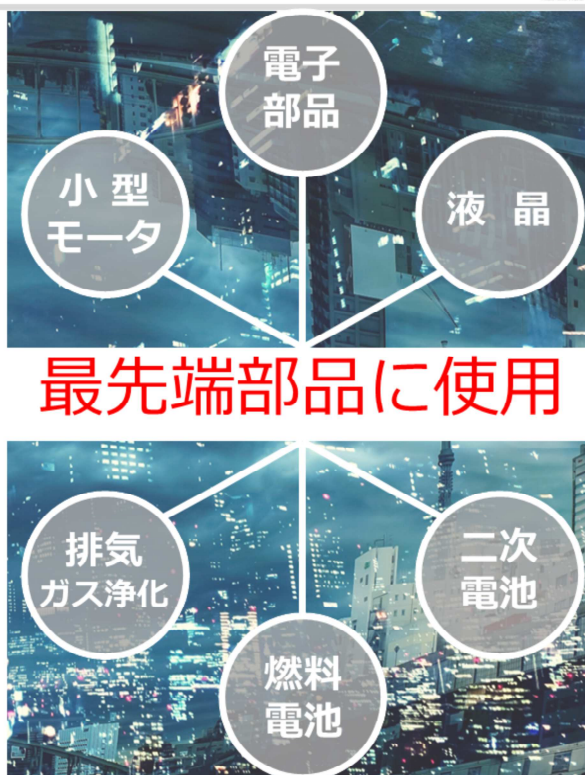 電子
部品
小 型
モータ
液 晶
最先端部品に使用
排気
ガス浄化
二次
電池
燃料
電池